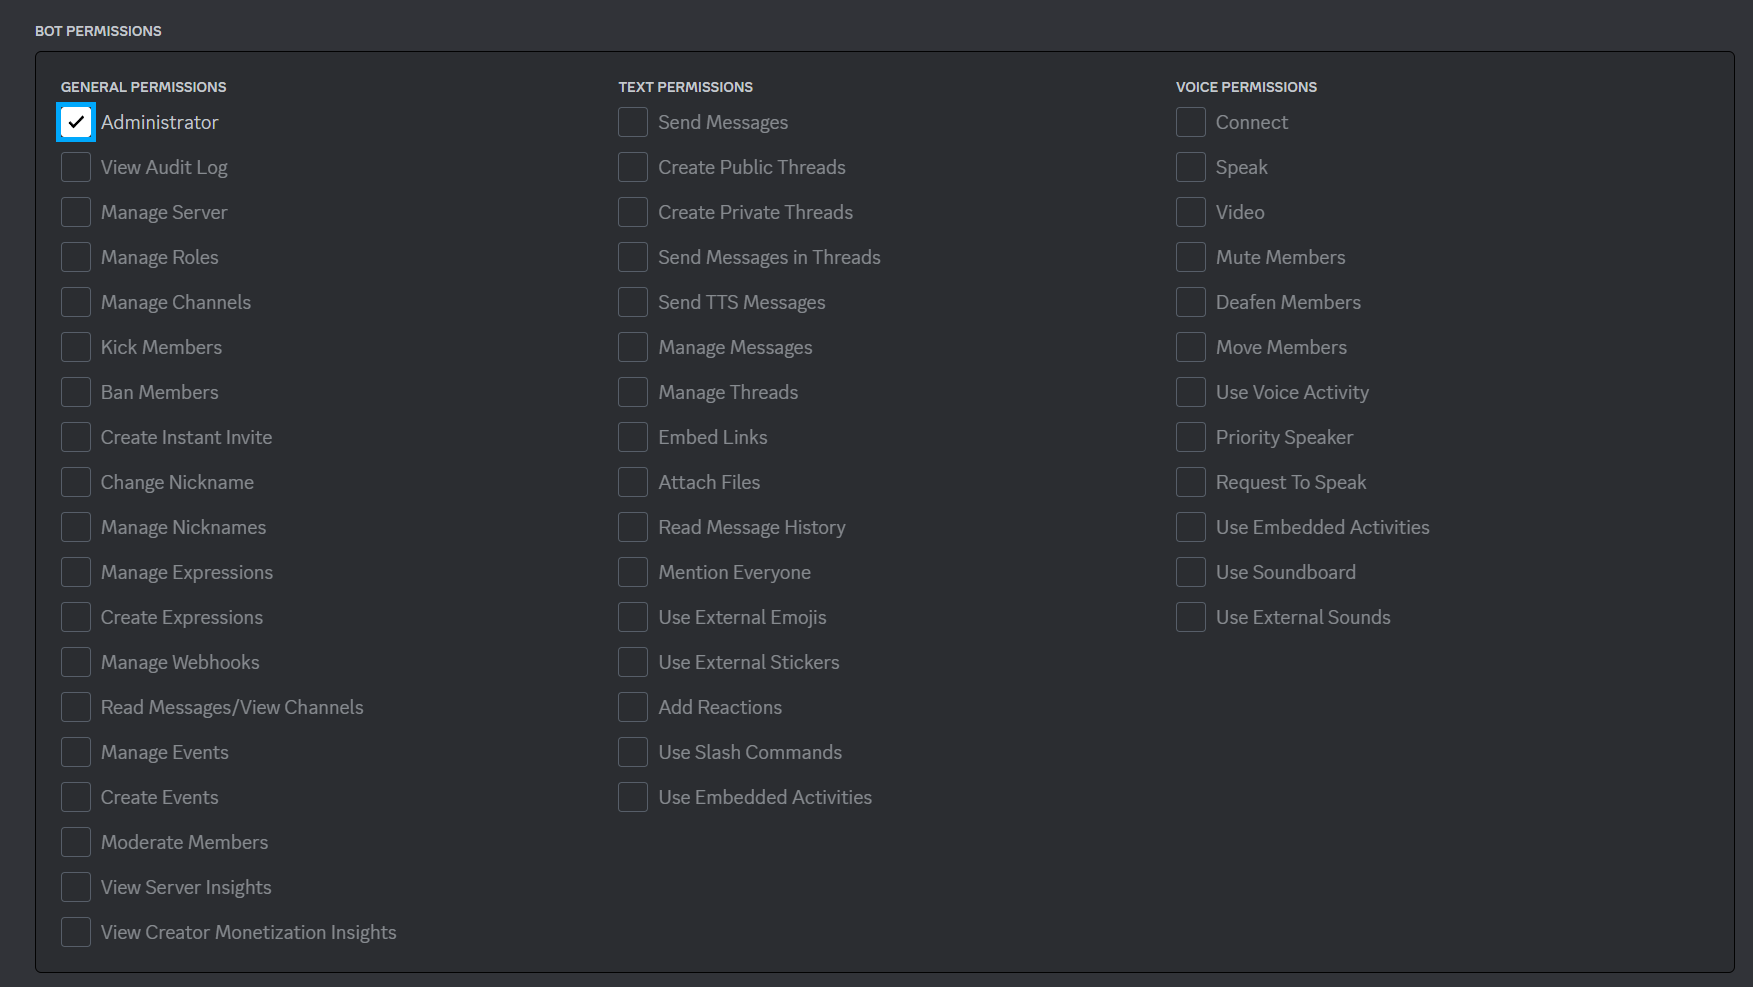 BOT PERMISSIONS
GENERAL PERMISSIONS
Administrator
View Audit Log
Manage Server
Manage Roles
Manage Channels
Kick Members
Ban Members
Create Instant Invite
Change Nickname
Manage Nicknames
Manage Expressions
Create Expressions
Manage Webhooks
Read Messages/View Channels
Manage Events
Create Events
Moderate Members
View Server Insights
View Creator Monetization Insights
TEXT PERMISSIONS
Send Messages
Create Public Threads
Create Private Threads
Send Messages in Threads
Send TTS Messages
Manage Messages
Manage Threads
Embed Links
Attach Files
Read Message History
Mention Everyone
Use External Emojis
Use External Stickers
Add Reactions
Use Slash Commands
Use Embedded Activities
VOICE PERMISSIONS
Connect
Speak
Video
Mute Members
Deafen Members
Move Members
Use Voice Activity
Priority Speaker
Request To Speak
Use Embedded Activities
Use Soundboard
Use External Sounds